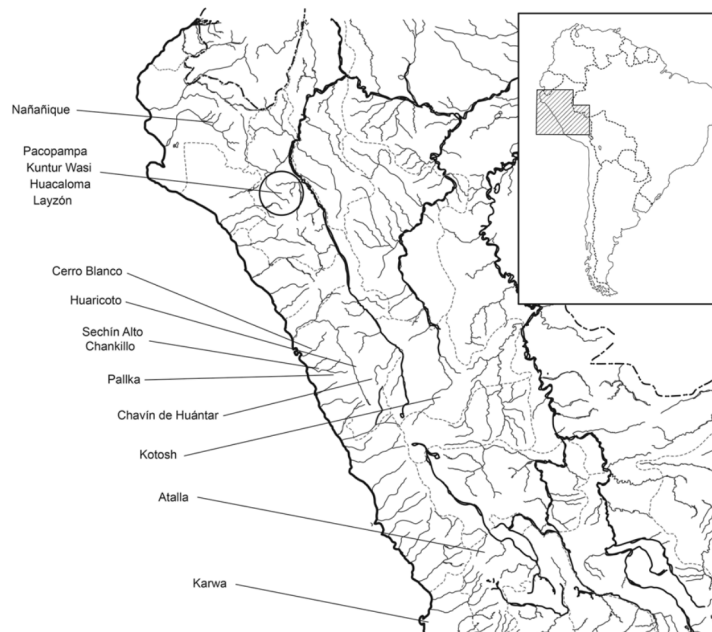 Nañañique
Pacopampa
Kuntur Wasi
Huacaloma
Layzón
Cerro Blanco
Huaricoto
Sechín Alto
Chankillo
Pallka
Chavín de Huántar
Kotosh
Atalla
Karwa